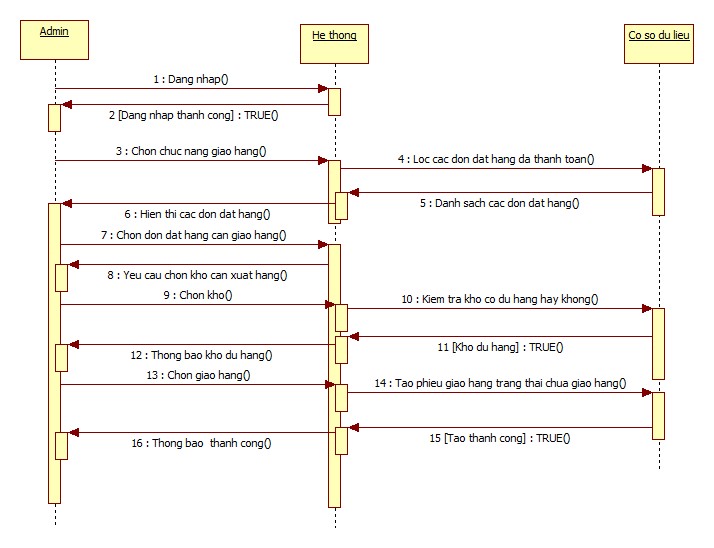 Admin
He thong
Co so du lieu
1 : Dang nhap()
2 [Dang nhap thanh cong] : TRUE()
3 : Chon chuc nang giao hang()
4 : Loc cac don dat hang da thanh toan()
5 : Danh sach cac don dat hang()
6 : Hien thi cac don dat hang()
7 : Chon don dat hang can giao hang()
8 : Yeu cau chon kho can xuat hang()
9 : Chon kho()
10 : Kiem tra kho co du hang hay khong()
11 [Kho du hang] : TRUE()
12 : Thong bao kho du hang()
13 : Chon giao hang()
14 : Tao phieu giao hang trang thai chua giao hang()
15 [Tao thanh cong] : TRUE()
16 : Thong bao  thanh cong()